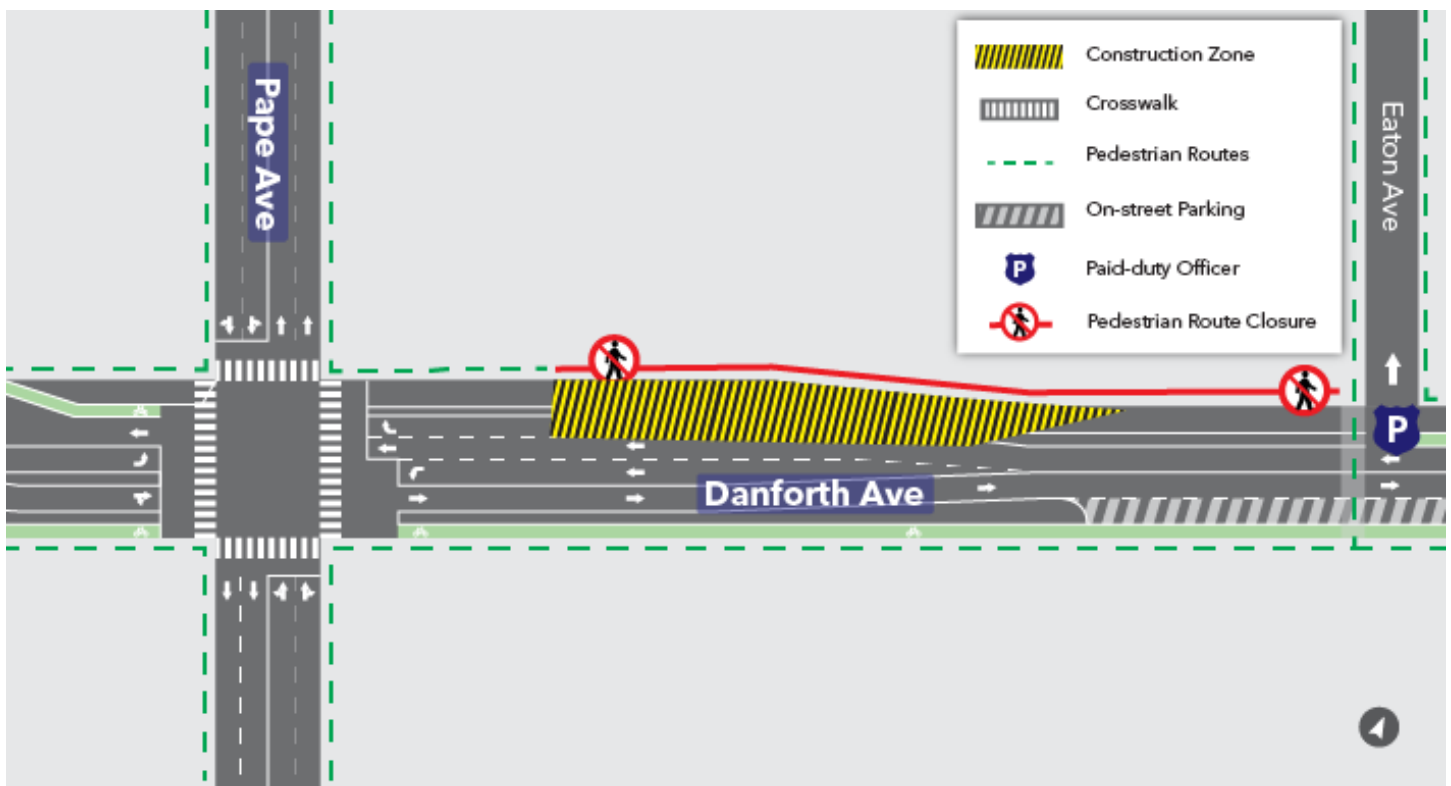 Pape Ave
Construction Zone
Crosswalk
Pedestrian Routes
On-street Parking
P
Paid-duty Officer
Pedestrian Route Closure
Eaton Ave
P
Danforth Ave